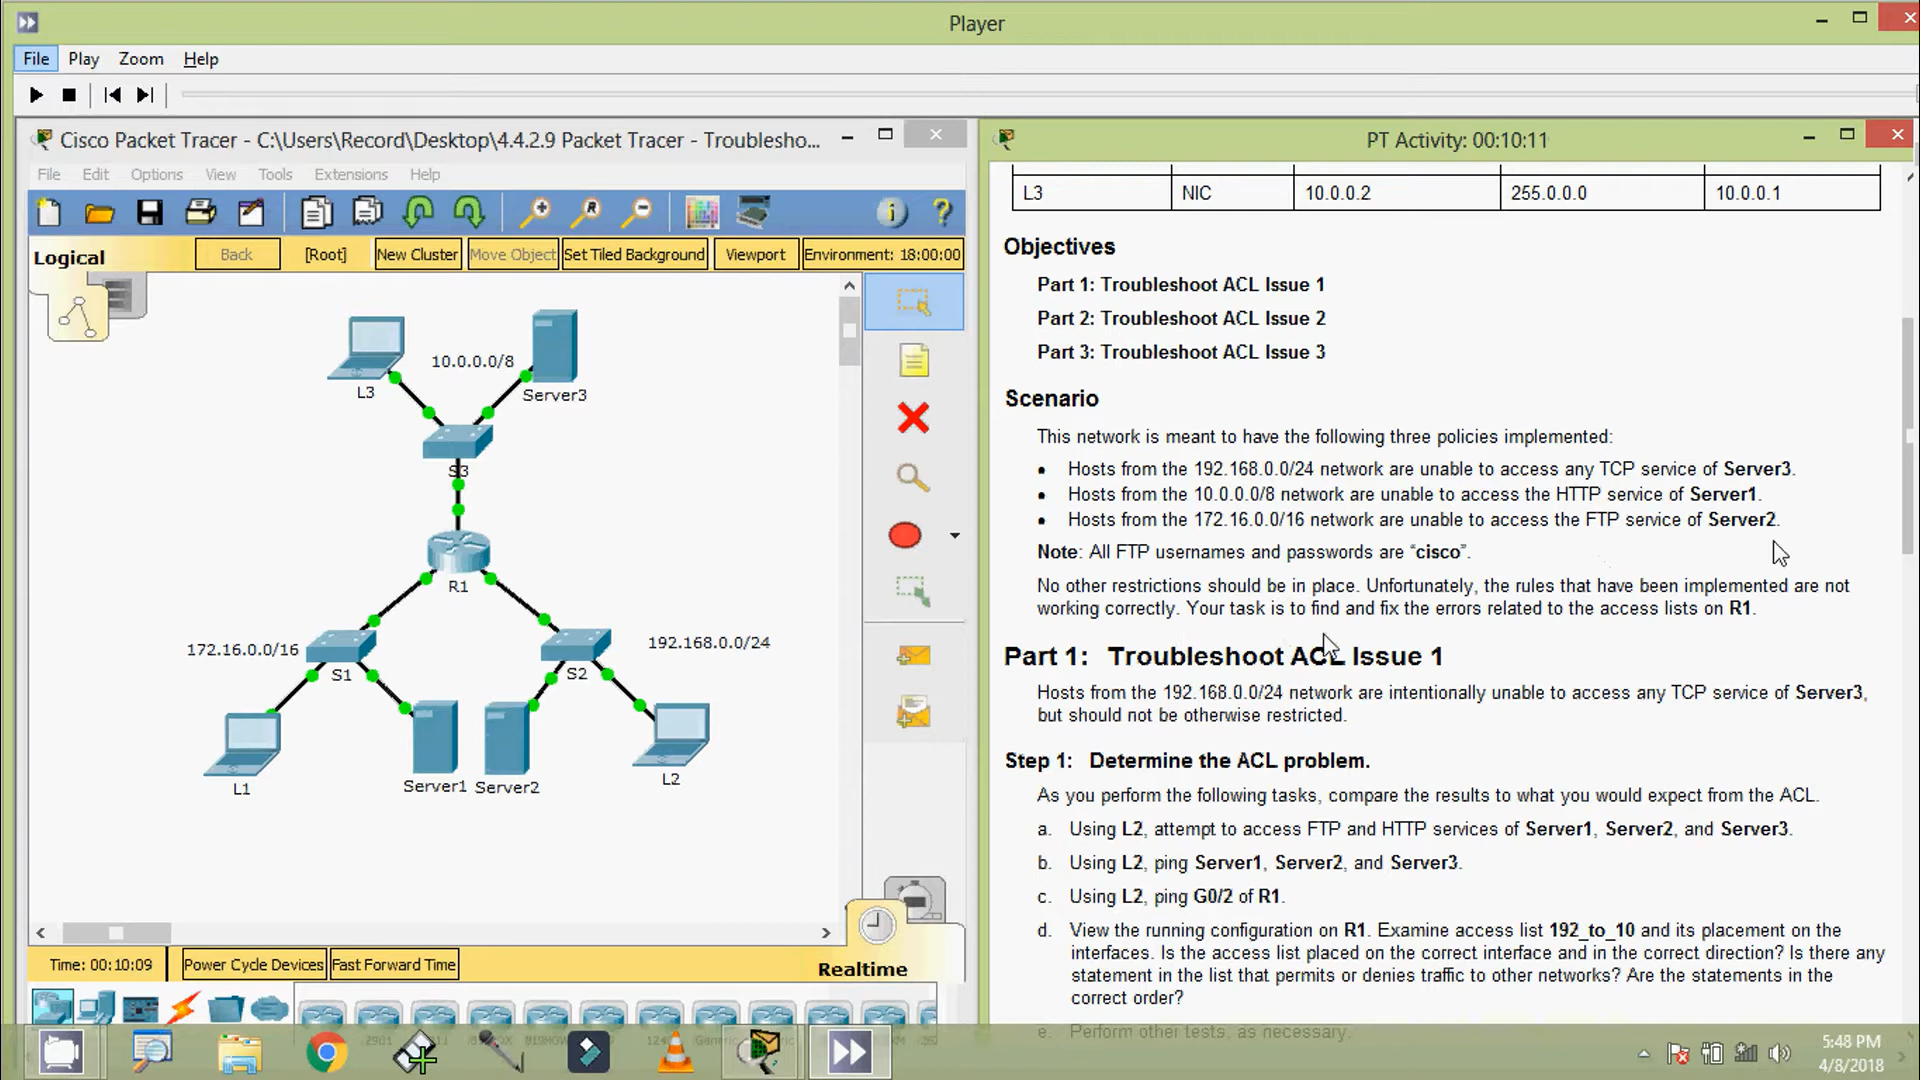 Player
File Play Zoom Help
Cisco Packet Tracer - C:\Users\Record\Desktop\4.4.2.9 Packet Tracer - Troublesho...
File Edit Options View Tools Extensions Help
Logical
Back [Root] New Cluster Move Object Set Tiled Background Viewport Environment: 18:00:00
10.0.0.0/8
L3
Server3
S3
R1
172.16.0.0/16
192.168.0.0/24
S1
S2
L1
Server1
Server2
L2
Time: 00:10:09 Power Cycle Devices Fast Forward Time
Realtime
PT Activity: 00:10:11
L3 NIC 10.0.0.2 255.0.0.0 10.0.0.1
Objectives
Part 1: Troubleshoot ACL Issue 1
Part 2: Troubleshoot ACL Issue 2
Part 3: Troubleshoot ACL Issue 3
Scenario
This network is meant to have the following three policies implemented:
• Hosts from the 192.168.0.0/24 network are unable to access any TCP service of Server3.
• Hosts from the 10.0.0.0/8 network are unable to access the HTTP service of Server1.
• Hosts from the 172.16.0.0/16 network are unable to access the FTP service of Server2.
Note: All FTP usernames and passwords are “cisco”.
No other restrictions should be in place. Unfortunately, the rules that have been implemented are not
working correctly. Your task is to find and fix the errors related to the access lists on R1.
Part 1: Troubleshoot ACL Issue 1
Hosts from the 192.168.0.0/24 network are intentionally unable to access any TCP service of Server3,
but should not be otherwise restricted.
Step 1: Determine the ACL problem.
As you perform the following tasks, compare the results to what you would expect from the ACL.
a. Using L2, attempt to access FTP and HTTP services of Server1, Server2, and Server3.
b. Using L2, ping Server1, Server2, and Server3.
c. Using L2, ping G0/2 of R1.
d. View the running configuration on R1. Examine access list 192_to_10 and its placement on the
interfaces. Is the access list placed on the correct interface and in the correct direction? Is there any
statement in the list that permits or denies traffic to other networks? Are the statements in the
correct order?
e. Perform other tests, as necessary.
5:48 PM
4/8/2018